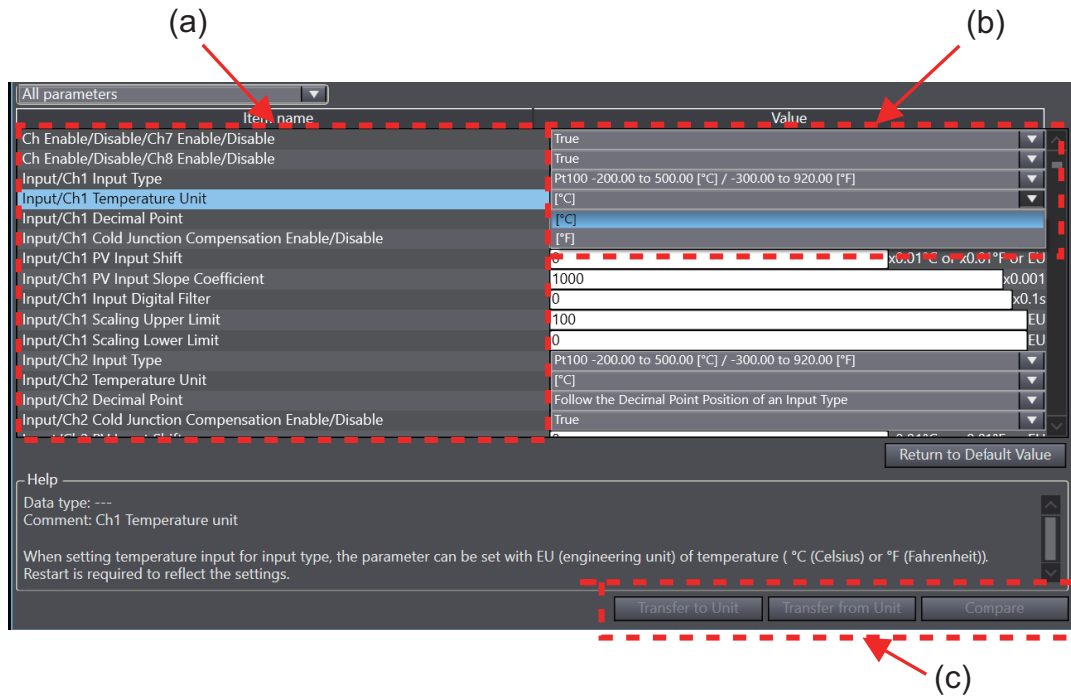 (a)
(b)
All parameters
Item name Value
Ch Enable/Disable/Ch7 Enable/Disable True
Ch Enable/Disable/Ch8 Enable/Disable True
Input/Ch1 Input Type Pt100 -200.00 to 500.00 [°C] / -300.00 to 920.00 [°F]
Input/Ch1 Temperature Unit [°C]
Input/Ch1 Decimal Point [°C]
Input/Ch1 Cold Junction Compensation Enable/Disable [°F]
Input/Ch1 PV Input Shift 0 x0.01°C or x0.01°F or EU
Input/Ch1 PV Input Slope Coefficient 1000 x0.001
Input/Ch1 Input Digital Filter 0 x0.1s
Input/Ch1 Scaling Upper Limit 100 EU
Input/Ch1 Scaling Lower Limit 0 EU
Input/Ch2 Input Type Pt100 -200.00 to 500.00 [°C] / -300.00 to 920.00 [°F]
Input/Ch2 Temperature Unit [°C]
Input/Ch2 Decimal Point Follow the Decimal Point Position of an Input Type
Input/Ch2 Cold Junction Compensation Enable/Disable True
Return to Default Value
Help
Data type: ---
Comment: Ch1 Temperature unit
When setting temperature input for input type, the parameter can be set with EU (engineering unit) of temperature ( °C (Celsius) or °F (Fahrenheit)).
Restart is required to reflect the settings.
Transfer to Unit Transfer from Unit Compare
(c)